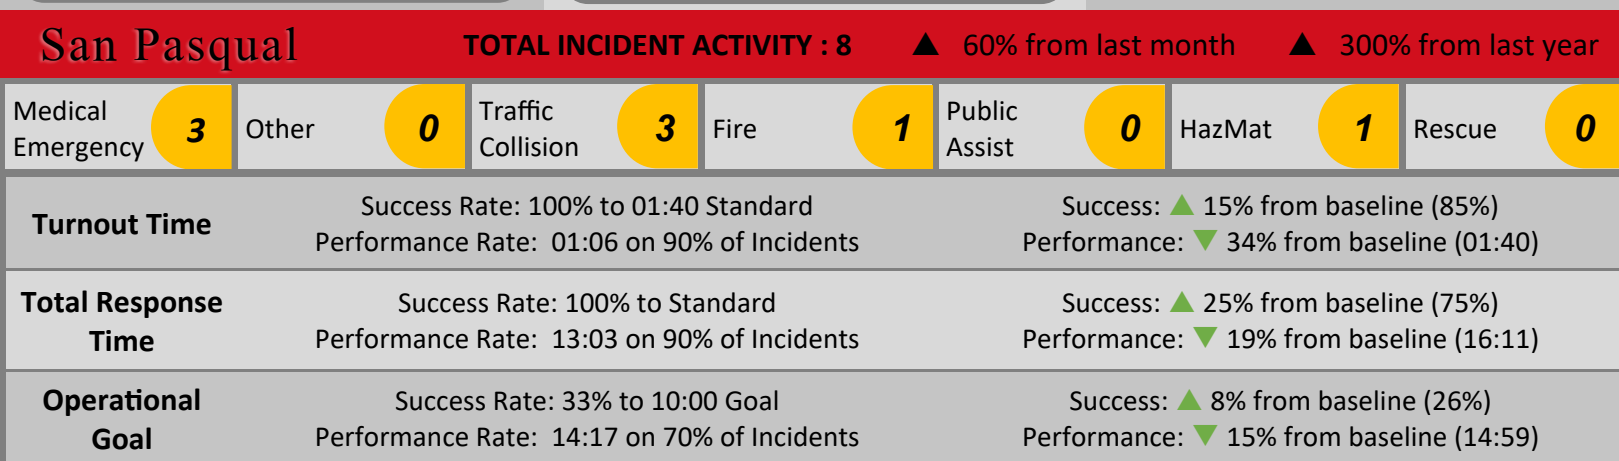 San Pasqual TOTAL INCIDENT ACTIVITY : 8 ▲ 60% from last month ▲ 300% from last year
Medical Emergency 3 Other 0 Traffic Collision 3 Fire 1 Public Assist 0 HazMat 1 Rescue 0
Turnout Time
Success Rate: 100% to 01:40 Standard
Performance Rate: 01:06 on 90% of Incidents
Success: ▲ 15% from baseline (85%)
Performance: ▼ 34% from baseline (01:40)
Total Response
Time
Success Rate: 100% to Standard
Performance Rate: 13:03 on 90% of Incidents
Success: ▲ 25% from baseline (75%)
Performance: ▼ 19% from baseline (16:11)
Operational
Goal
Success Rate: 33% to 10:00 Goal
Performance Rate: 14:17 on 70% of Incidents
Success: ▲ 8% from baseline (26%)
Performance: ▼ 15% from baseline (14:59)